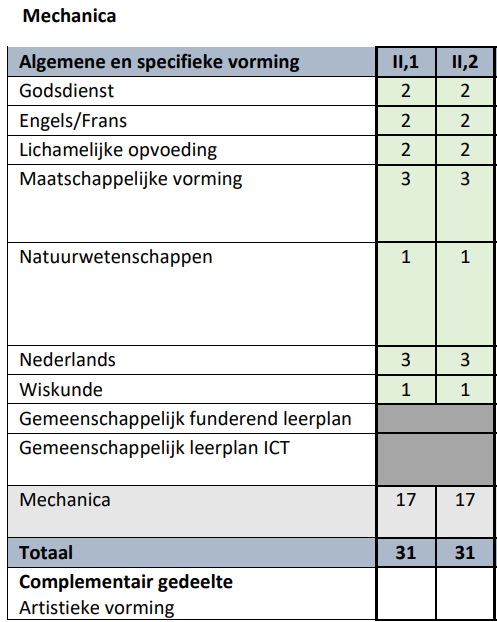 Mechanica
Algemene en specifieke vorming II,1 II,2
Godsdienst 2 2
Engels/Frans 2 2
Lichamelijke opvoeding 2 2
Maatschappelijke vorming 3 3
Natuurwetenschappen 1 1
Nederlands 3 3
Wiskunde 1 1
Gemeenschappelijk funderend leerplan
Gemeenschappelijk leerplan ICT
Mechanica 17 17
Totaal 31 31
Complementair gedeelte
Artistieke vorming